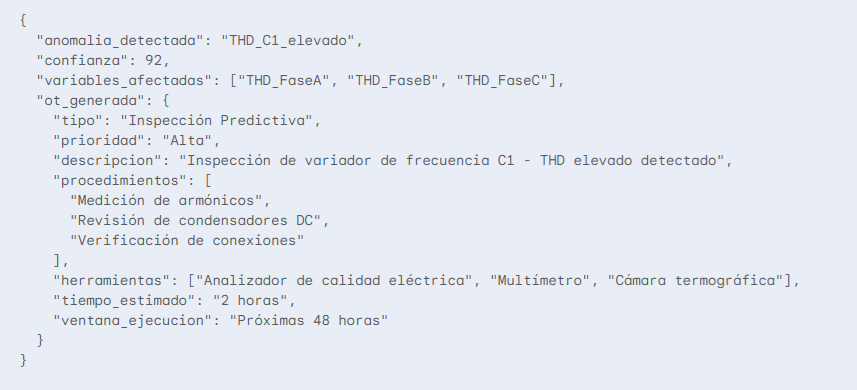 {
  "anomalia_detectada": "THD_C1_elevado",
  "confianza": 92,
  "variables_afectadas": ["THD_FaseA", "THD_FaseB", "THD_FaseC"],
  "ot_generada": {
    "tipo": "Inspección Predictiva",
    "prioridad": "Alta",
    "descripcion": "Inspección de variador de frecuencia C1 - THD elevado detectado",
    "procedimientos": [
      "Medición de armónicos",
      "Revisión de condensadores DC",
      "Verificación de conexiones"
    ],
    "herramientas": ["Analizador de calidad eléctrica", "Multímetro", "Cámara termográfica"],
    "tiempo_estimado": "2 horas",
    "ventana_ejecucion": "Próximas 48 horas"
  }
}